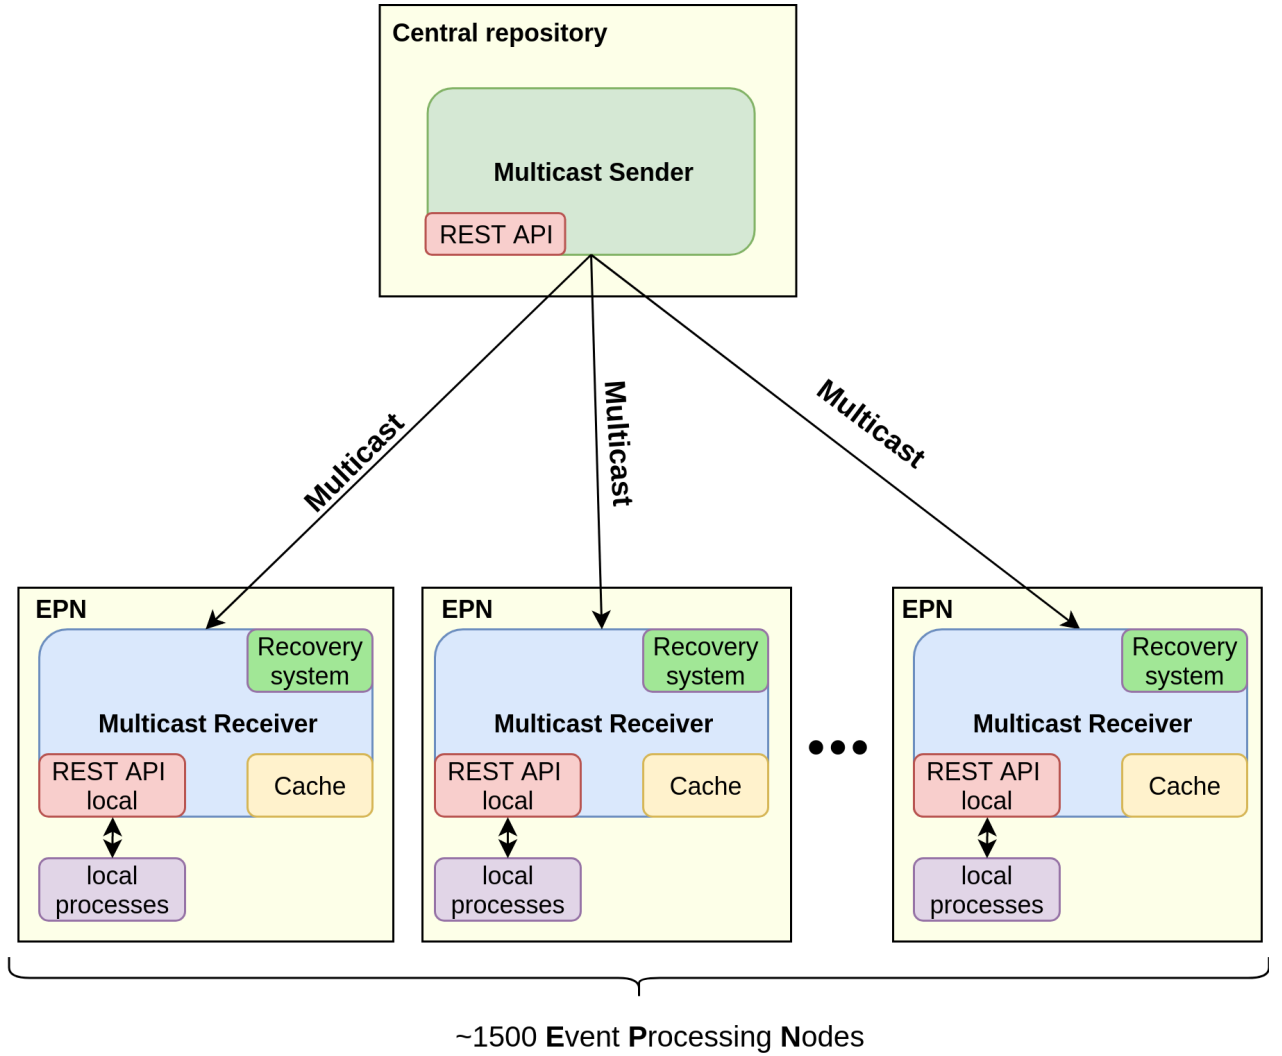 Central repository
Multicast Sender
REST API
Multicast
Multicast
Multicast
EPN
Recovery
system
Multicast Receiver
REST API
local
Cache
local
processes
EPN
Recovery
system
Multicast Receiver
REST API
local
Cache
local
processes
EPN
Recovery
system
Multicast Receiver
REST API
local
Cache
local
processes
~1500 Event Processing Nodes